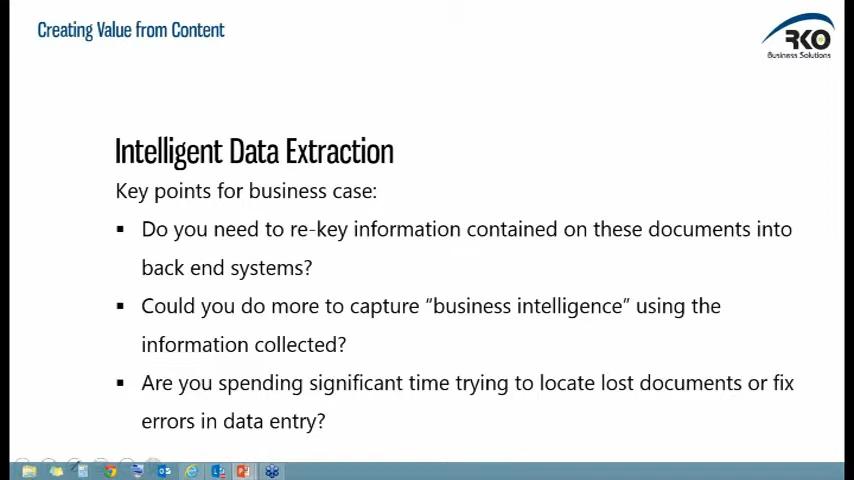 Creating Value from Content
RKO
Business Solutions
Intelligent Data Extraction
Key points for business case:
▪ Do you need to re-key information contained on these documents into
back end systems?
▪ Could you do more to capture “business intelligence” using the
information collected?
▪ Are you spending significant time trying to locate lost documents or fix
errors in data entry?